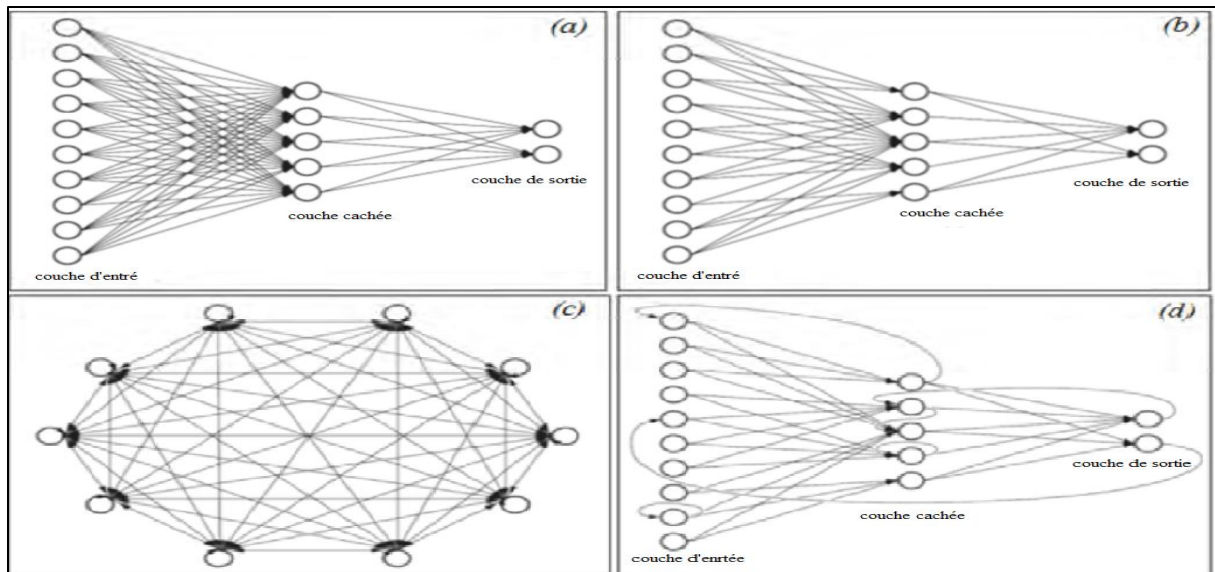 (a)
couche de sortie
couche cachée
couche d'entré
(b)
couche de sortie
couche cachée
couche d'entré
(c)
(d)
couche de sortie
couche cachée
couche d'enrtée